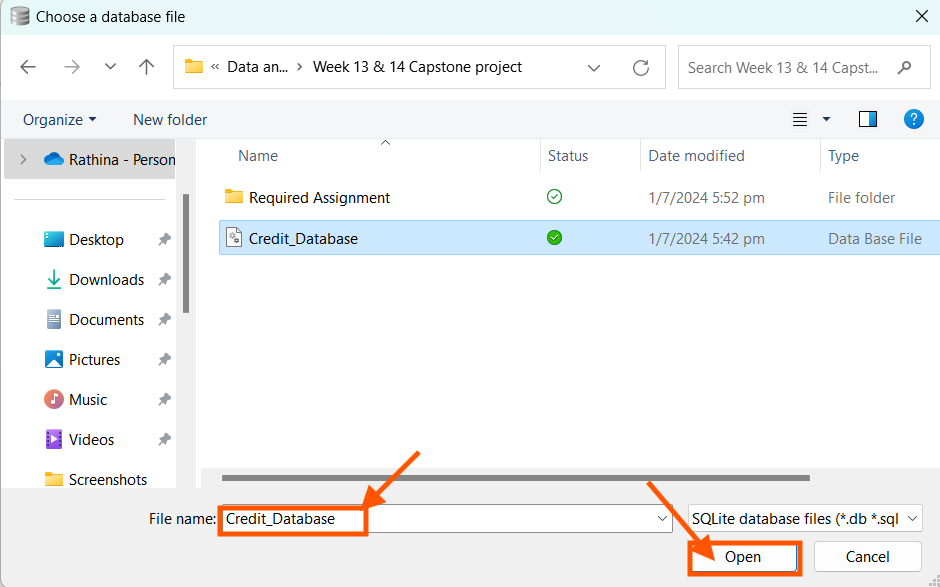 Choose a database file
« Data an... > Week 13 & 14 Capstone project
Search Week 13 & 14 Capst...
Organize
New folder
?
Name
Status
Date modified
Type
Rathina - Person
Required Assignment
1/7/2024 5:52 pm
File folder
Credit_Database
1/7/2024 5:42 pm
Data Base File
Desktop
Downloads
Documents
Pictures
Music
Videos
Screenshots
File name:
Credit_Database
SQLite database files (*.db *.sql
Open
Cancel